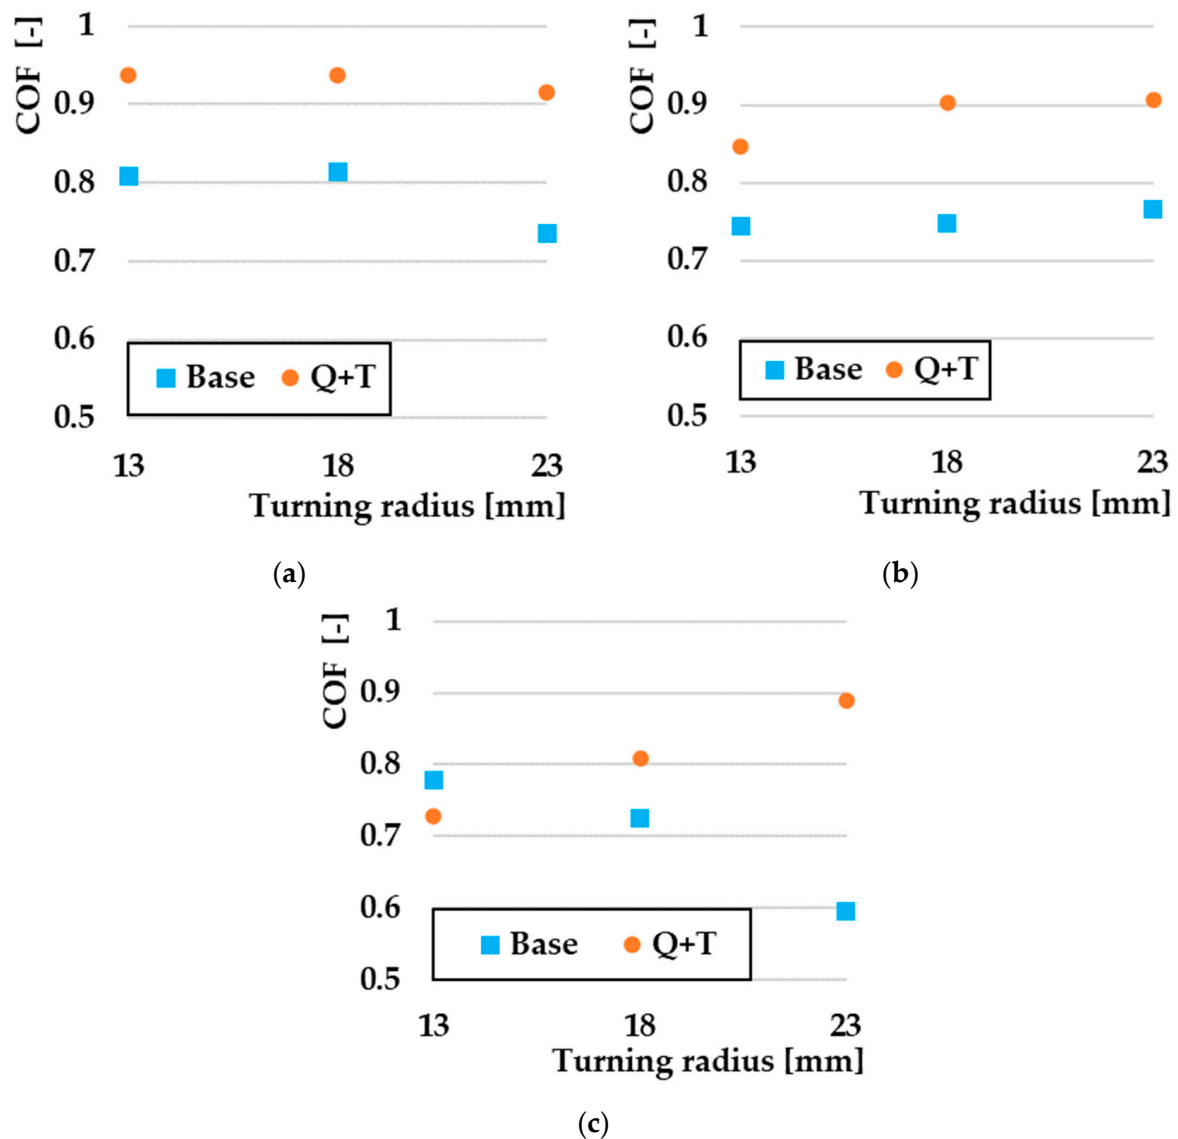 COF [-]
1
0.9
0.8
0.7
0.6
0.5
Base Q+T
13 18 23
Turning radius [mm]
(a)
COF [-]
1
0.9
0.8
0.7
0.6
0.5
Base Q+T
13 18 23
Turning radius [mm]
(b)
COF [-]
1
0.9
0.8
0.7
0.6
0.5
Base Q+T
13 18 23
Turning radius [mm]
(c)